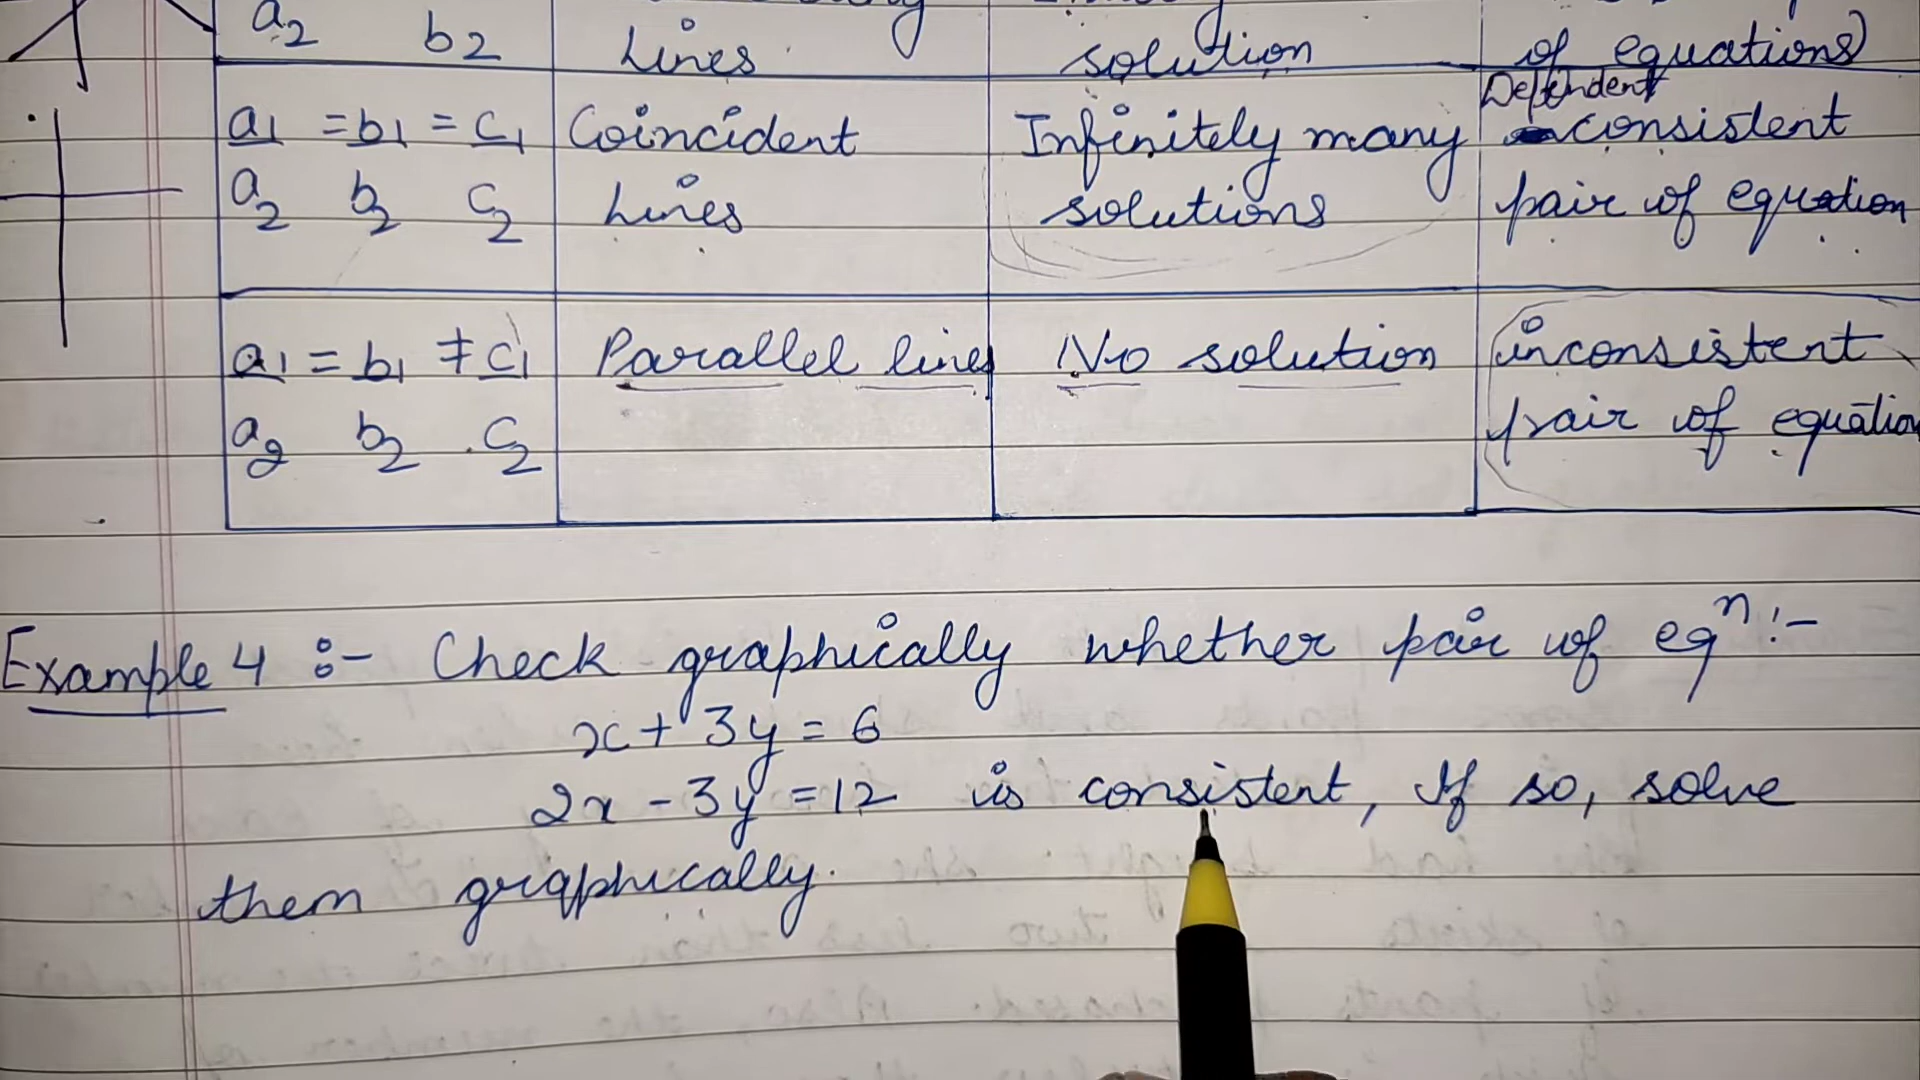 a2 b2 Lines solution of equations)
a1 = b1 = c1 Coincident Infinitely many Dependent consistent
a2 b2 c2 Lines solutions pair of equation
a1 = b1 ≠ c1 Parallel lines No solution inconsistent
a2 b2 c2 pair of equation
Example 4 :- Check graphically whether pair of eqⁿ :-
x + 3y = 6
2x - 3y = 12 is consistent, If so, solve
them graphically.